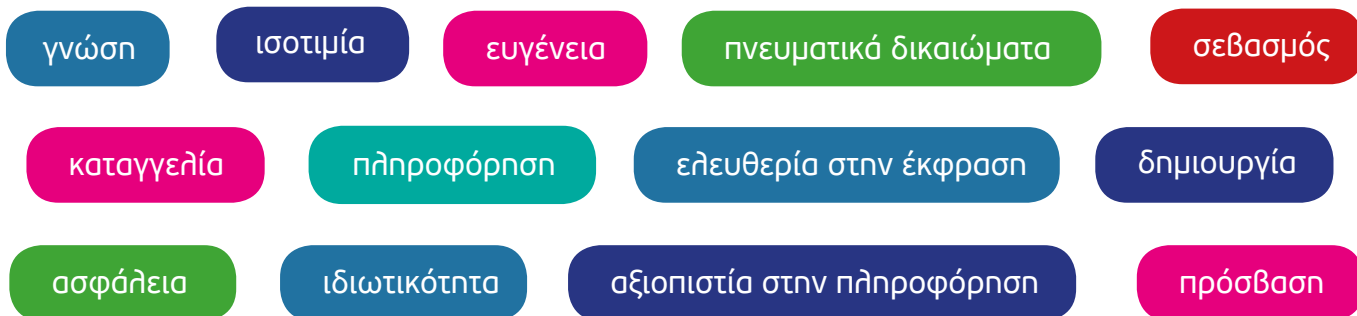 γνώση ισοτιμία ευγένεια πνευματικά δικαιώματα σεβασμός
καταγγελία πληροφόρηση ελευθερία στην έκφραση δημιουργία
ασφάλεια ιδιωτικότητα αξιοπιστία στην πληροφόρηση πρόσβαση